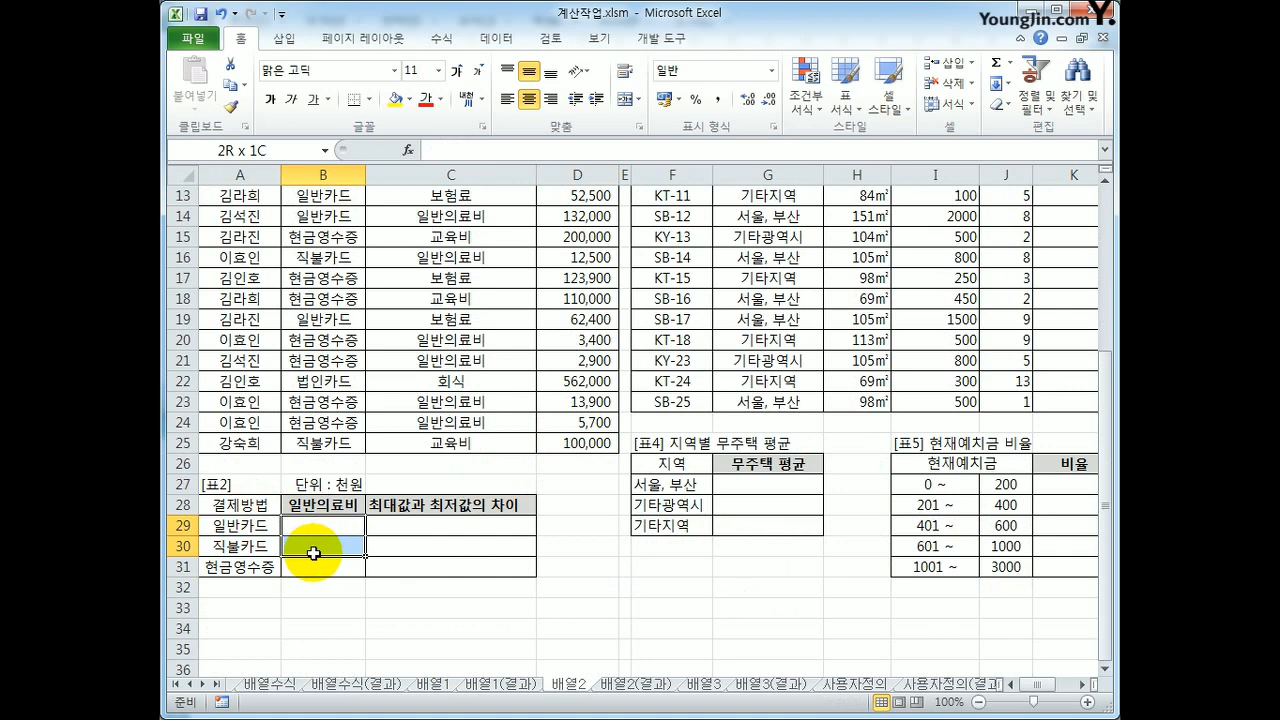 계산작업.xlsm - Microsoft Excel
YoungJin.com Y.
파일 홈 삽입 페이지 레이아웃 수식 데이터 검토 보기 개발 도구
맑은 고딕 11 일반 삽입 Σ
붙여넣기 가 가 가 조건부 서식 표 서식 셀 스타일 삭제 서식 정렬 및 필터 찾기 및 선택
클립보드 글꼴 맞춤 표시 형식 스타일 셀 편집
2R x 1C fx
A B C D E F G H I J K
13 김라희 일반카드 보험료 52,500 KT-11 기타지역 84㎡ 100 5
14 김석진 일반카드 일반의료비 132,000 SB-12 서울, 부산 151㎡ 2000 8
15 김라진 현금영수증 교육비 200,000 KY-13 기타광역시 104㎡ 500 2
16 이효인 직불카드 일반의료비 12,500 SB-14 서울, 부산 105㎡ 800 8
17 김인호 현금영수증 보험료 123,900 KT-15 기타지역 98㎡ 250 3
18 김라희 현금영수증 교육비 110,000 SB-16 서울, 부산 69㎡ 450 2
19 김라진 일반카드 보험료 62,400 SB-17 서울, 부산 105㎡ 1500 9
20 이효인 현금영수증 일반의료비 3,400 KT-18 기타지역 113㎡ 500 9
21 김석진 현금영수증 일반의료비 2,900 KY-23 기타광역시 105㎡ 800 5
22 김인호 법인카드 회식 562,000 KT-24 기타지역 69㎡ 300 13
23 이효인 현금영수증 일반의료비 13,900 SB-25 서울, 부산 98㎡ 500 1
24 이효인 현금영수증 일반의료비 5,700
25 강숙희 직불카드 교육비 100,000 [표4] 지역별 무주택 평균 [표5] 현재예치금 비율
26 지역 무주택 평균 현재예치금 비율
27 [표2] 단위 : 천원 서울, 부산 0 ~ 200
28 결제방법 일반의료비 최대값과 최저값의 차이 기타광역시 201 ~ 400
29 일반카드 기타지역 401 ~ 600
30 직불카드 601 ~ 1000
31 현금영수증 1001 ~ 3000
32
33
34
35
36
배열수식 배열수식(결과) 배열1 배열1(결과) 배열2 배열2(결과) 배열3 배열3(결과) 사용자정의 사용자정의(결과
준비 100%